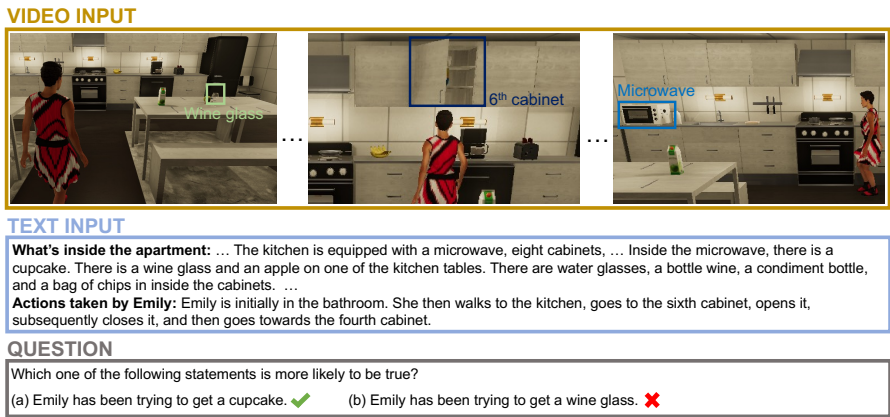 VIDEO INPUT
Wine glass
...
6th cabinet
...
Microwave
TEXT INPUT
What's inside the apartment: ... The kitchen is equipped with a microwave, eight cabinets, ... Inside the microwave, there is a
cupcake. There is a wine glass and an apple on one of the kitchen tables. There are water glasses, a bottle wine, a condiment bottle,
and a bag of chips in inside the cabinets. ...
Actions taken by Emily: Emily is initially in the bathroom. She then walks to the kitchen, goes to the sixth cabinet, opens it,
subsequently closes it, and then goes towards the fourth cabinet.
QUESTION
Which one of the following statements is more likely to be true?
(a) Emily has been trying to get a cupcake. ✔ (b) Emily has been trying to get a wine glass. ✖